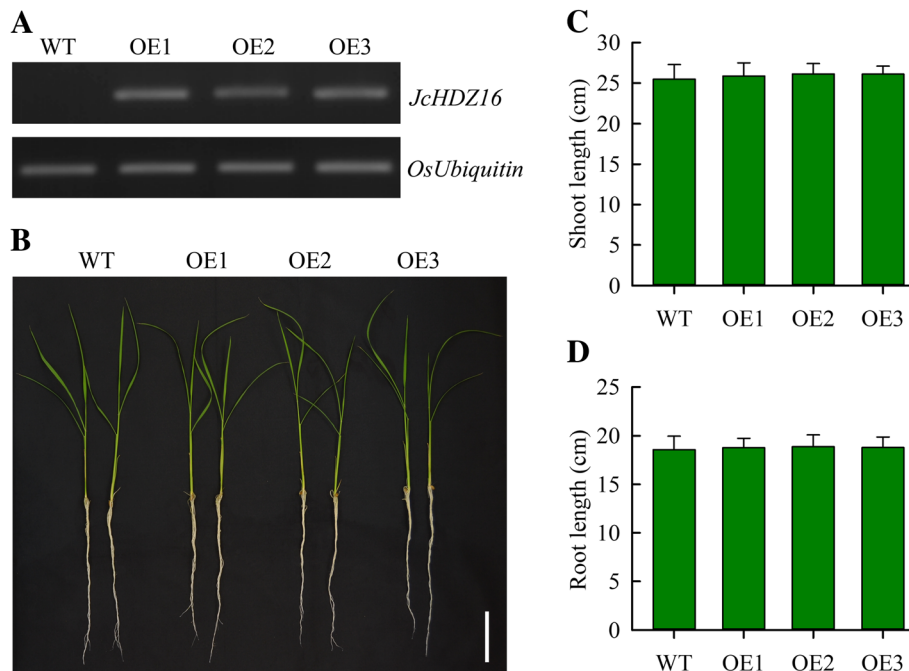 A
WT OE1 OE2 OE3
JcHDZ16
OsUbiquitin
B
WT OE1 OE2 OE3
C
Shoot length (cm)
30
25
20
15
10
5
0
WT OE1 OE2 OE3
D
Root length (cm)
25
20
15
10
5
0
WT OE1 OE2 OE3